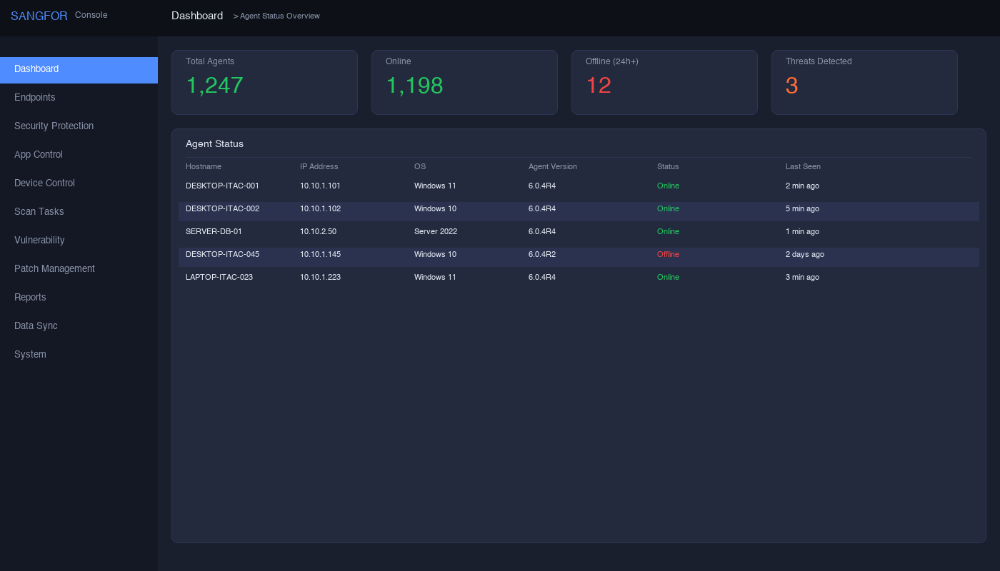 SANGFOR Console
Dashboard > Agent Status Overview
Dashboard
Endpoints
Security Protection
App Control
Device Control
Scan Tasks
Vulnerability
Patch Management
Reports
Data Sync
System
Total Agents
1,247
Online
1,198
Offline (24h+)
12
Threats Detected
3
Agent Status
Hostname IP Address OS Agent Version Status Last Seen
DESKTOP-ITAC-001 10.10.1.101 Windows 11 6.0.4R4 Online 2 min ago
DESKTOP-ITAC-002 10.10.1.102 Windows 10 6.0.4R4 Online 5 min ago
SERVER-DB-01 10.10.2.50 Server 2022 6.0.4R4 Online 1 min ago
DESKTOP-ITAC-045 10.10.1.145 Windows 10 6.0.4R2 Offline 2 days ago
LAPTOP-ITAC-023 10.10.1.223 Windows 11 6.0.4R4 Online 3 min ago